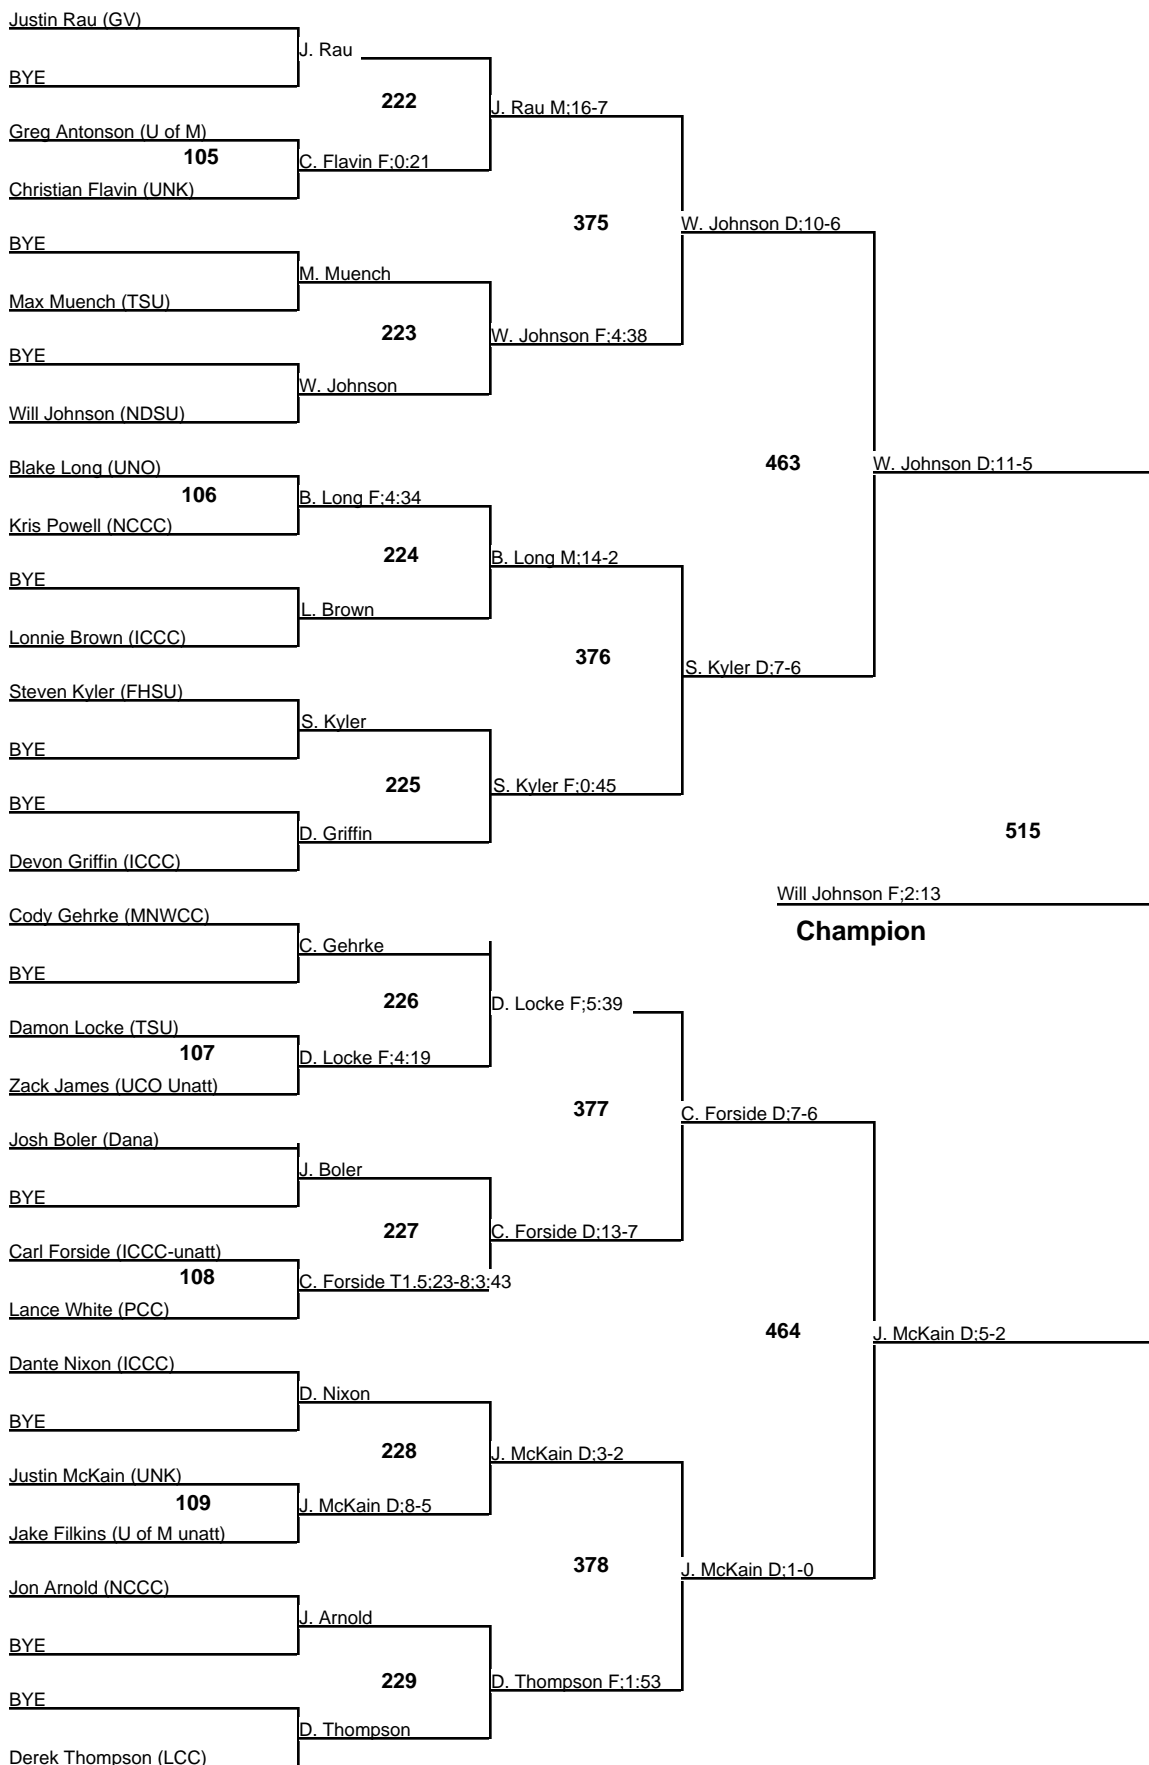 Justin Rau (GV)
J. Rau
BYE
222
J. Rau M;16-7
Greg Antonson (U of M)
105
C. Flavin F;0:21
Christian Flavin (UNK)
375
W. Johnson D;10-6
BYE
M. Muench
Max Muench (TSU)
223
W. Johnson F;4:38
BYE
W. Johnson
Will Johnson (NDSU)
463
W. Johnson D;11-5
Blake Long (UNO)
106
B. Long F;4:34
Kris Powell (NCCC)
224
B. Long M;14-2
BYE
L. Brown
Lonnie Brown (ICCC)
376
S. Kyler D;7-6
Steven Kyler (FHSU)
S. Kyler
BYE
225
S. Kyler F;0:45
BYE
D. Griffin
Devon Griffin (ICCC)
515
Will Johnson F;2:13
Champion
Cody Gehrke (MNWCC)
C. Gehrke
BYE
226
D. Locke F;5:39
Damon Locke (TSU)
107
D. Locke F;4:19
Zack James (UCO Unatt)
377
C. Forside D;7-6
Josh Boler (Dana)
J. Boler
BYE
227
C. Forside D;13-7
Carl Forside (ICCC-unatt)
108
C. Forside T1.5;23-8;3:43
Lance White (PCC)
464
J. McKain D;5-2
Dante Nixon (ICCC)
D. Nixon
BYE
228
J. McKain D;3-2
Justin McKain (UNK)
109
J. McKain D;8-5
Jake Filkins (U of M unatt)
378
J. McKain D;1-0
Jon Arnold (NCCC)
J. Arnold
BYE
229
D. Thompson F;1:53
BYE
D. Thompson
Derek Thompson (LCC)